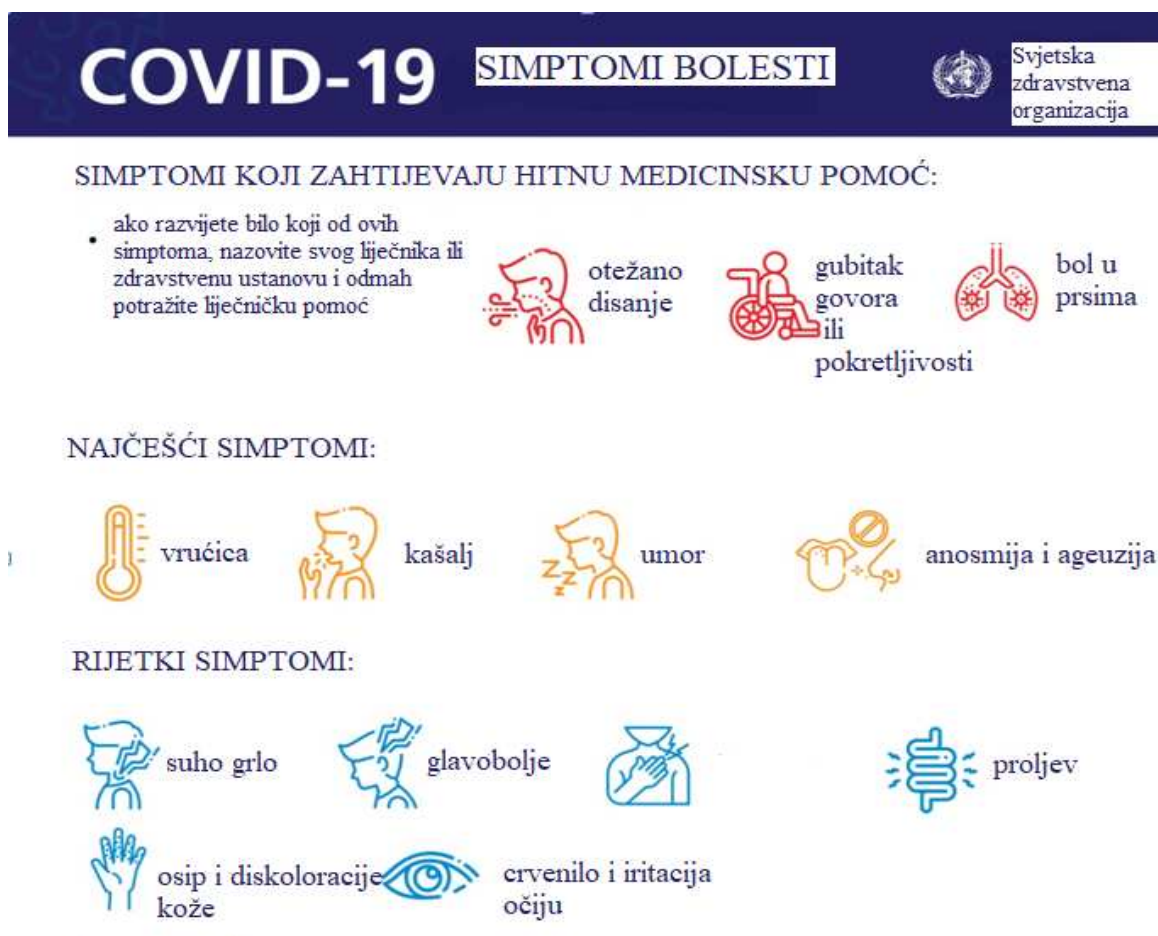 COVID-19 SIMPTOMI BOLESTI
Svjetska
zdravstvena
organizacija
SIMPTOMI KOJI ZAHTIJEVAJU HITNU MEDICINSKU POMOĆ:
• ako razvijete bilo koji od ovih
simptoma, nazovite svog liječnika ili
zdravstvenu ustanovu i odmah
potražite liječničku pomoć
otežano
disanje
gubitak
govora
ili
pokretljivosti
bol u
prsima
NAJČEŠĆI SIMPTOMI:
vrućica
kašalj
umor
anosmija i ageuzija
RIJETKI SIMPTOMI:
suho grlo
glavobolje
proljev
osip i diskoloracije
kože
crvenilo i iritacija
očiju